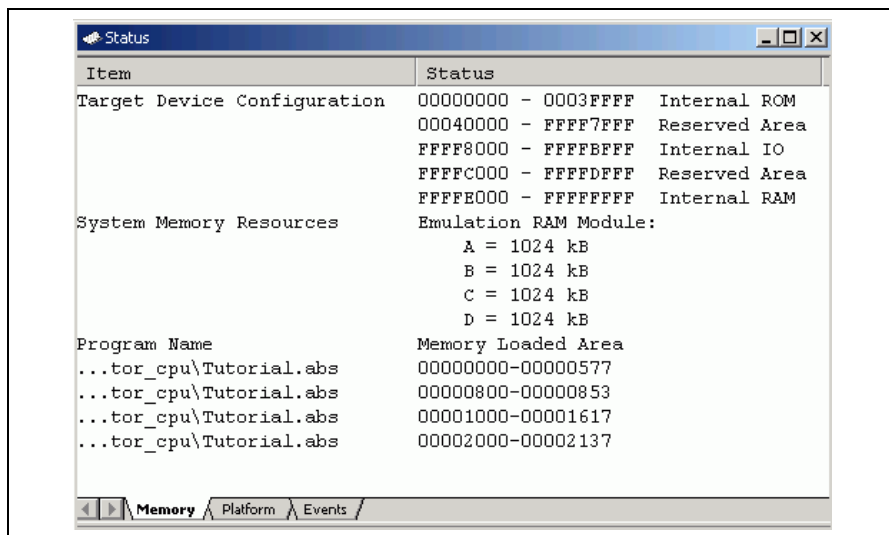 Status
Item Status
Target Device Configuration 00000000 - 0003FFFF Internal ROM
00040000 - FFFF7FFF Reserved Area
FFFF8000 - FFFFBFFF Internal IO
FFFFC000 - FFFFDFFF Reserved Area
FFFFE000 - FFFFFFFF Internal RAM
System Memory Resources Emulation RAM Module:
A = 1024 kB
B = 1024 kB
C = 1024 kB
D = 1024 kB
Program Name Memory Loaded Area
...tor_cpu\Tutorial.abs 00000000-00000577
...tor_cpu\Tutorial.abs 00000800-00000853
...tor_cpu\Tutorial.abs 00001000-00001617
...tor_cpu\Tutorial.abs 00002000-00002137
Memory Platform Events